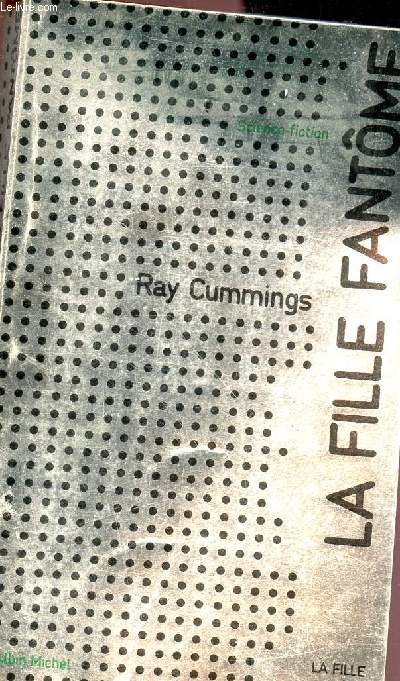 Le-livre.com
Science-fiction
LA FILLE FANTÔME
Ray Cummings
Albin Michel
LA FILLE